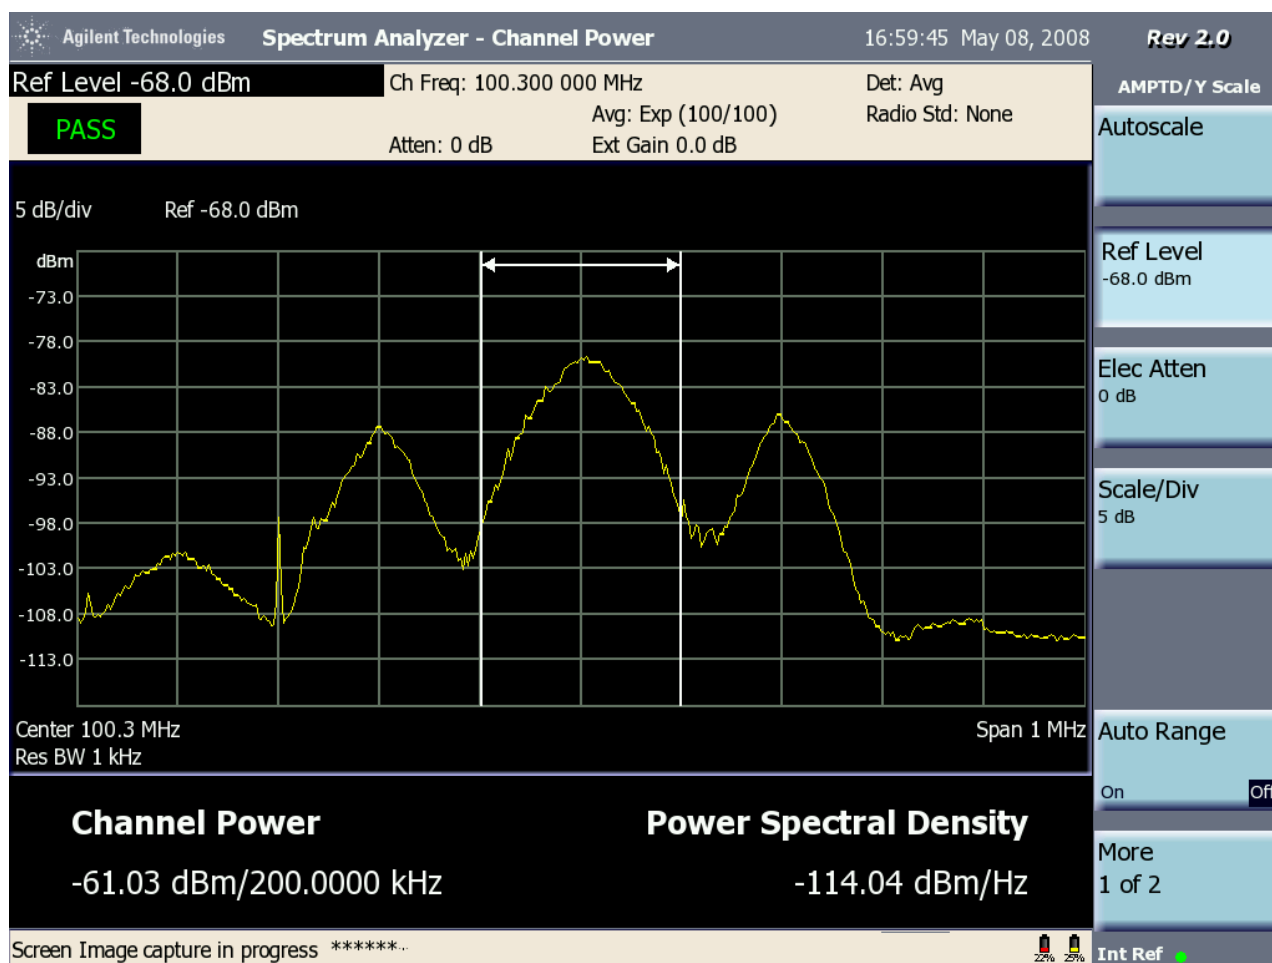 Agilent Technologies Spectrum Analyzer - Channel Power 16:59:45 May 08, 2008 Rev 2.0
Ref Level -68.0 dBm Ch Freq: 100.300 000 MHz Det: Avg AMPTD/Y Scale
PASS Avg: Exp (100/100) Radio Std: None
Atten: 0 dB Ext Gain 0.0 dB
Autoscale
5 dB/div Ref -68.0 dBm
dBm
-73.0
-78.0
-83.0
-88.0
-93.0
-98.0
-103.0
-108.0
-113.0
Center 100.3 MHz Span 1 MHz
Res BW 1 kHz
Ref Level
-68.0 dBm
Elec Atten
0 dB
Scale/Div
5 dB
Auto Range
On Off
More
1 of 2
Channel Power Power Spectral Density
-61.03 dBm/200.0000 kHz -114.04 dBm/Hz
Screen Image capture in progress ******.. 22% 25% Int Ref